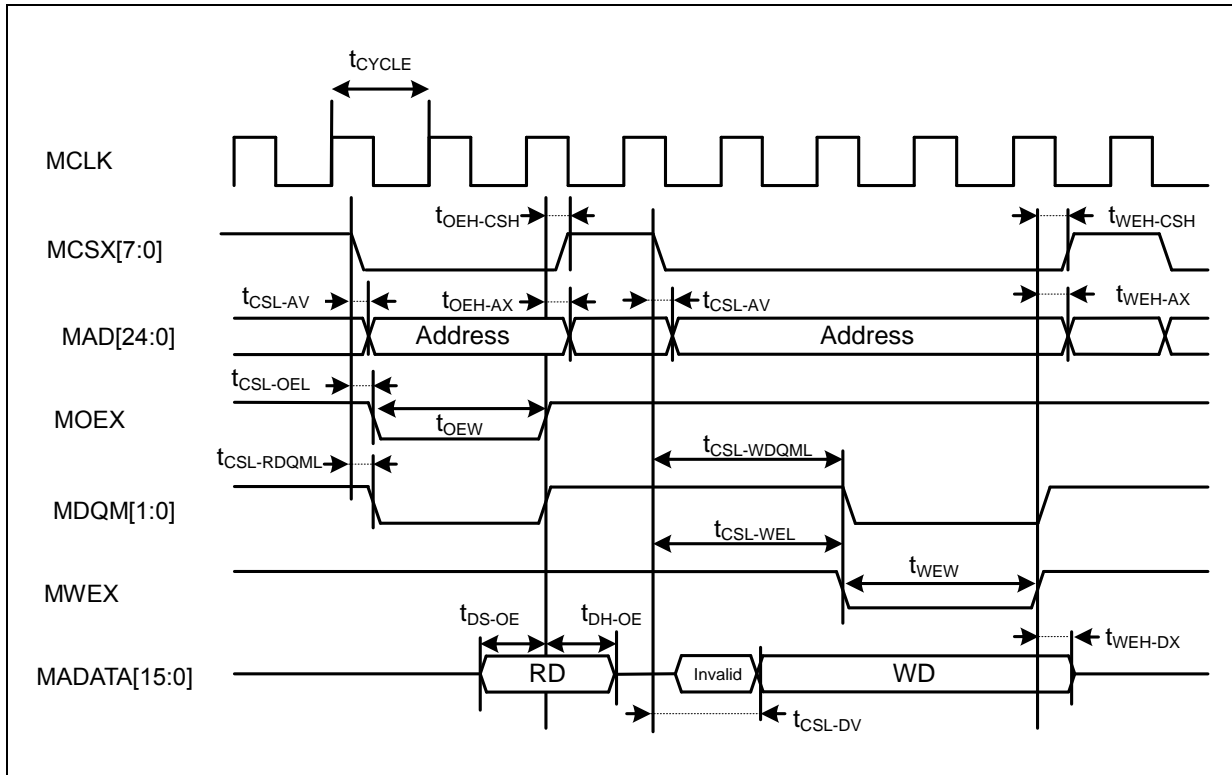 tCYCLE
MCLK
tOEH-CSH
tWEH-CSH
MCSX[7:0]
tCSL-AV
tOEH-AX
tCSL-AV
tWEH-AX
MAD[24:0]
Address
Address
tCSL-OEL
MOEX
tOEW
tCSL-RDQML
tCSL-WDQML
MDQM[1:0]
tCSL-WEL
tWEW
MWEX
tDS-OE
tDH-OE
tWEH-DX
MADATA[15:0]
RD
Invalid
WD
tCSL-DV